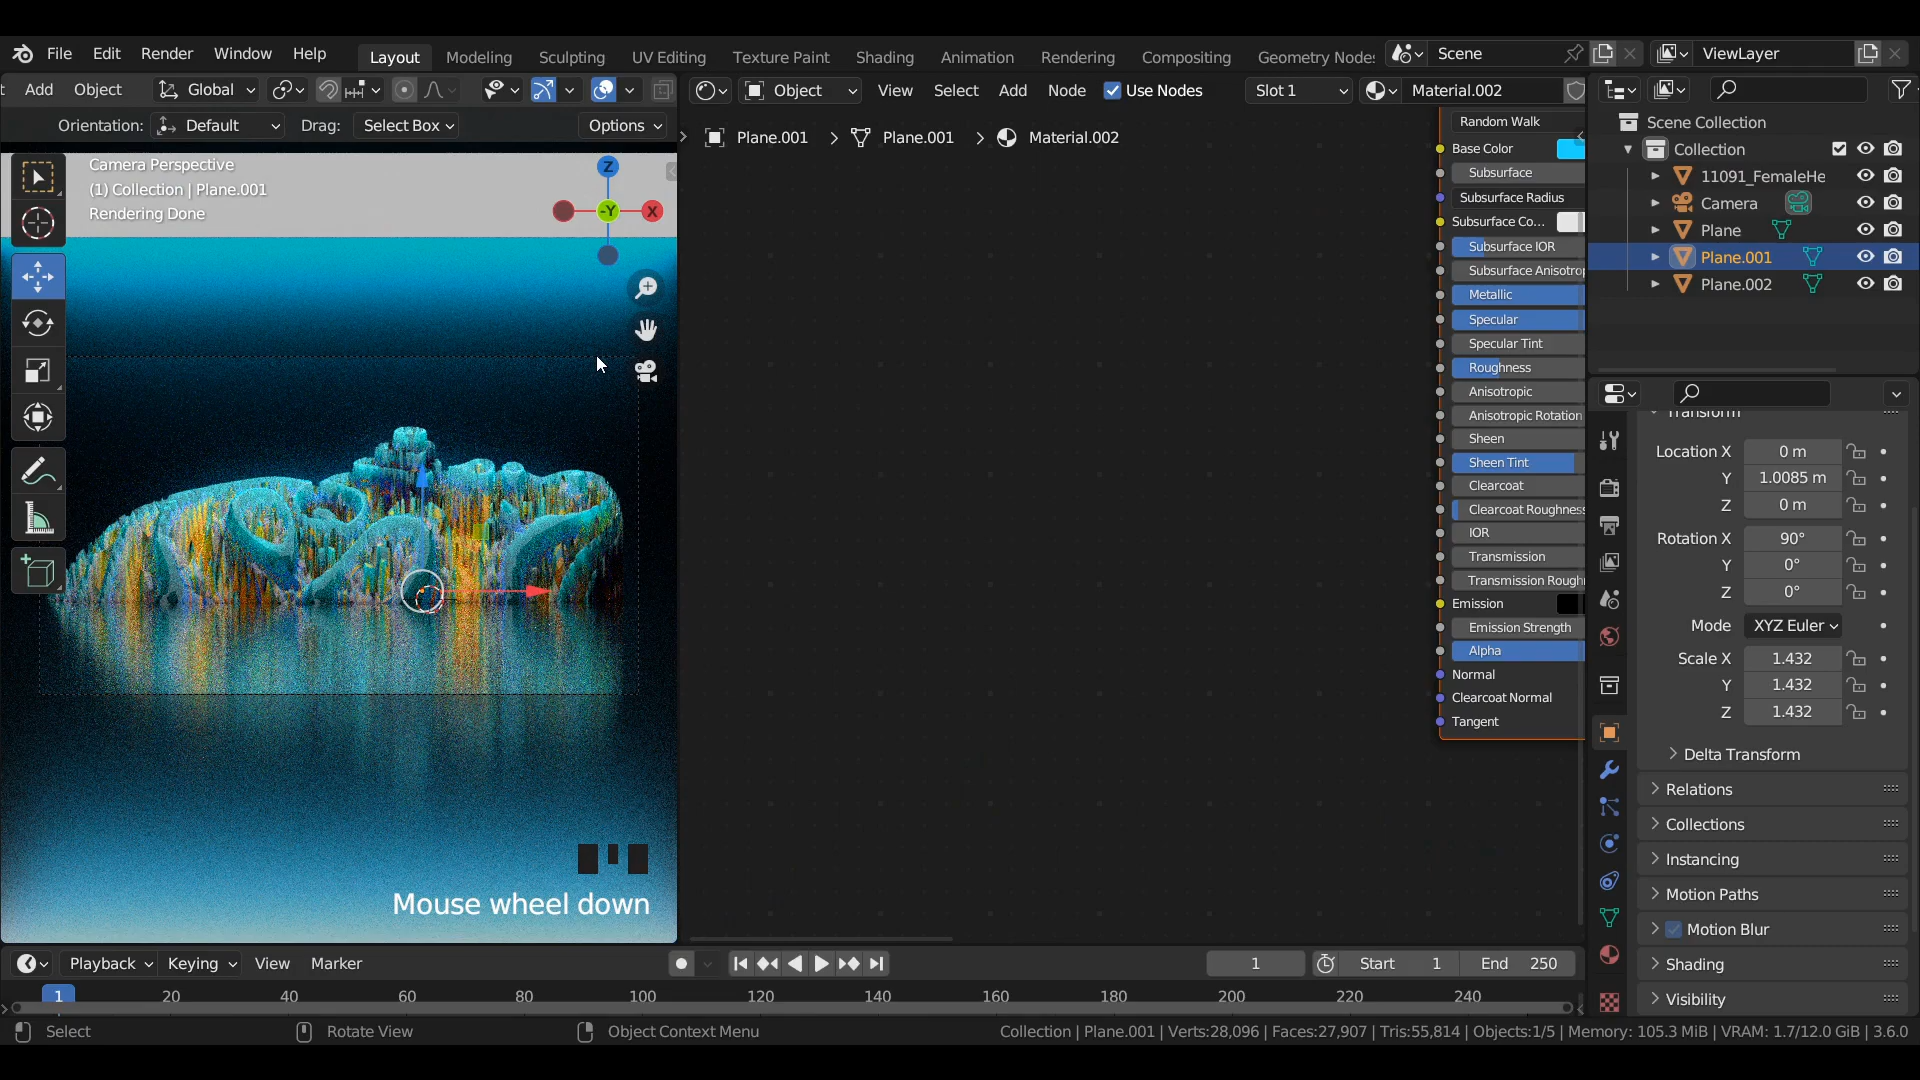 File Edit Render Window Help Layout Modeling Sculpting UV Editing Texture Paint Shading Animation Rendering Compositing Geometry Nodes Scene ViewLayer
Add Object Global
Object View Select Add Node Use Nodes Slot 1 Material.002
Orientation: Default Drag: Select Box Options
Plane.001 Plane.001 Material.002
Camera Perspective
(1) Collection | Plane.001
Rendering Done
Z
-Y
X
Random Walk
Base Color
Subsurface
Subsurface Radius
Subsurface Co...
Subsurface IOR
Subsurface Anisotrop
Metallic
Specular
Specular Tint
Roughness
Anisotropic
Anisotropic Rotation
Sheen
Sheen Tint
Clearcoat
Clearcoat Roughness
IOR
Transmission
Transmission Roughn
Emission
Emission Strength
Alpha
Normal
Clearcoat Normal
Tangent
Scene Collection
Collection
11091_FemaleHe
Camera
Plane
Plane.001
Plane.002
Transform
Location X 0 m
Y 1.0085 m
Z 0 m
Rotation X 90°
Y 0°
Z 0°
Mode XYZ Euler
Scale X 1.432
Y 1.432
Z 1.432
Delta Transform
Relations
Collections
Instancing
Motion Paths
Motion Blur
Shading
Visibility
Mouse wheel down
Playback Keying View Marker 1 Start 1 End 250
1 20 40 60 80 100 120 140 160 180 200 220 240
Select Rotate View Object Context Menu Collection | Plane.001 | Verts:28,096 | Faces:27,907 | Tris:55,814 | Objects:1/5 | Memory: 105.3 MiB | VRAM: 1.7/12.0 GiB | 3.6.0